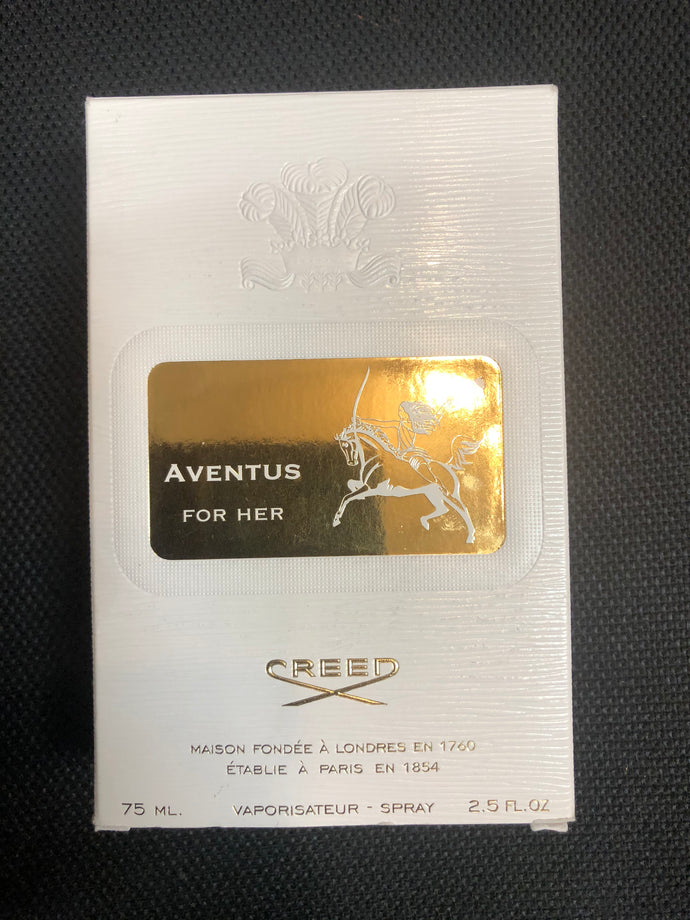 AVENTUS
FOR HER
CREED
MAISON FONDÉE À LONDRES EN 1760
ÉTABLIE À PARIS EN 1854
75 ML. VAPORISATEUR - SPRAY 2.5 FL.OZ